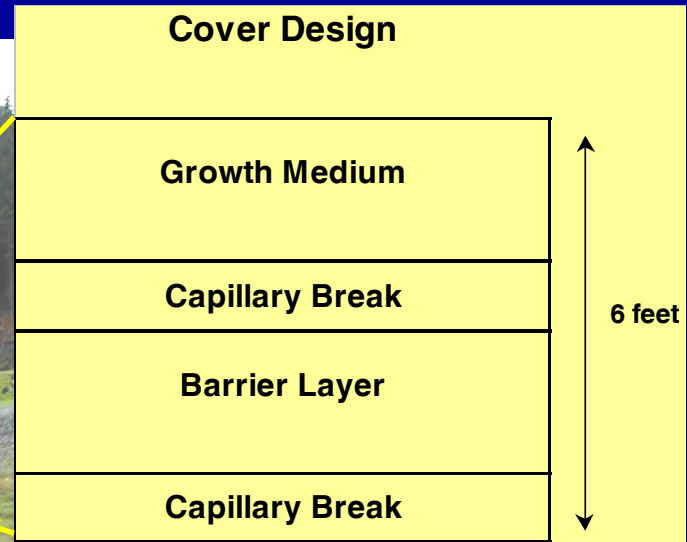 Cover Design
Growth Medium
Capillary Break
6 feet
Barrier Layer
Capillary Break